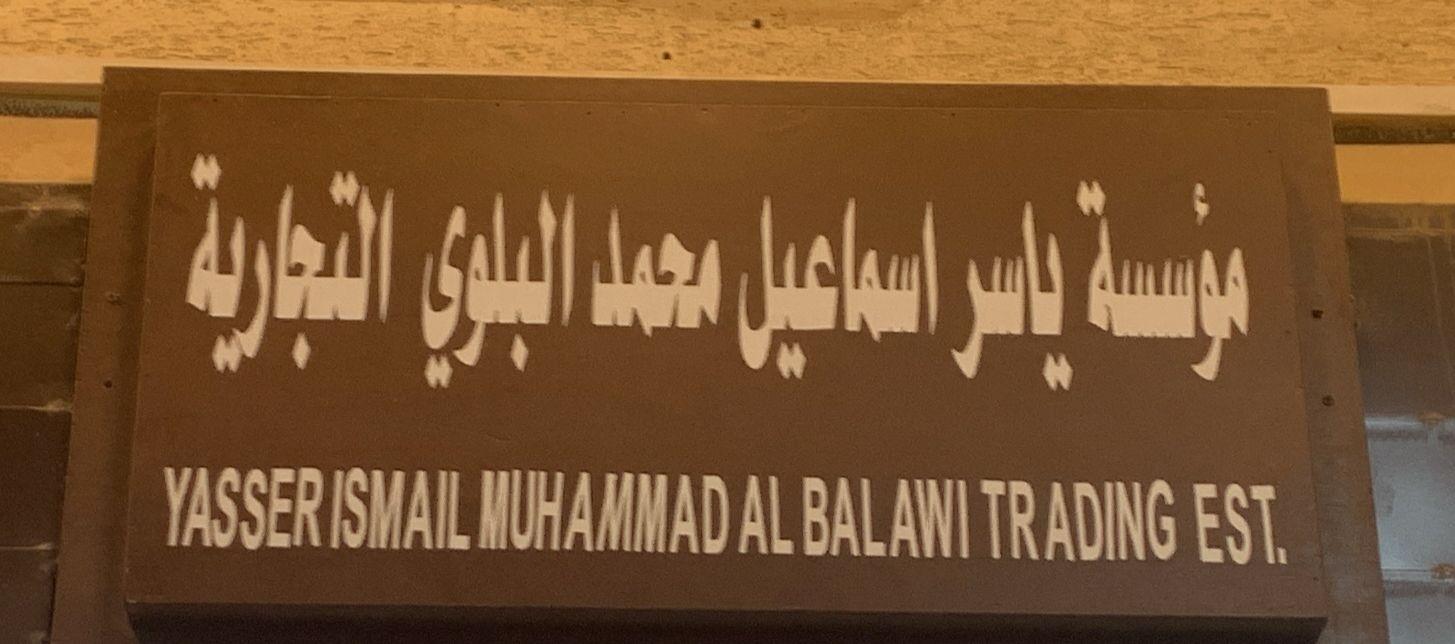 مؤسسة ياسر اسماعيل محمد البلوي التجارية
YASSER ISMAIL MUHAMMAD AL BALAWI TRADING EST.